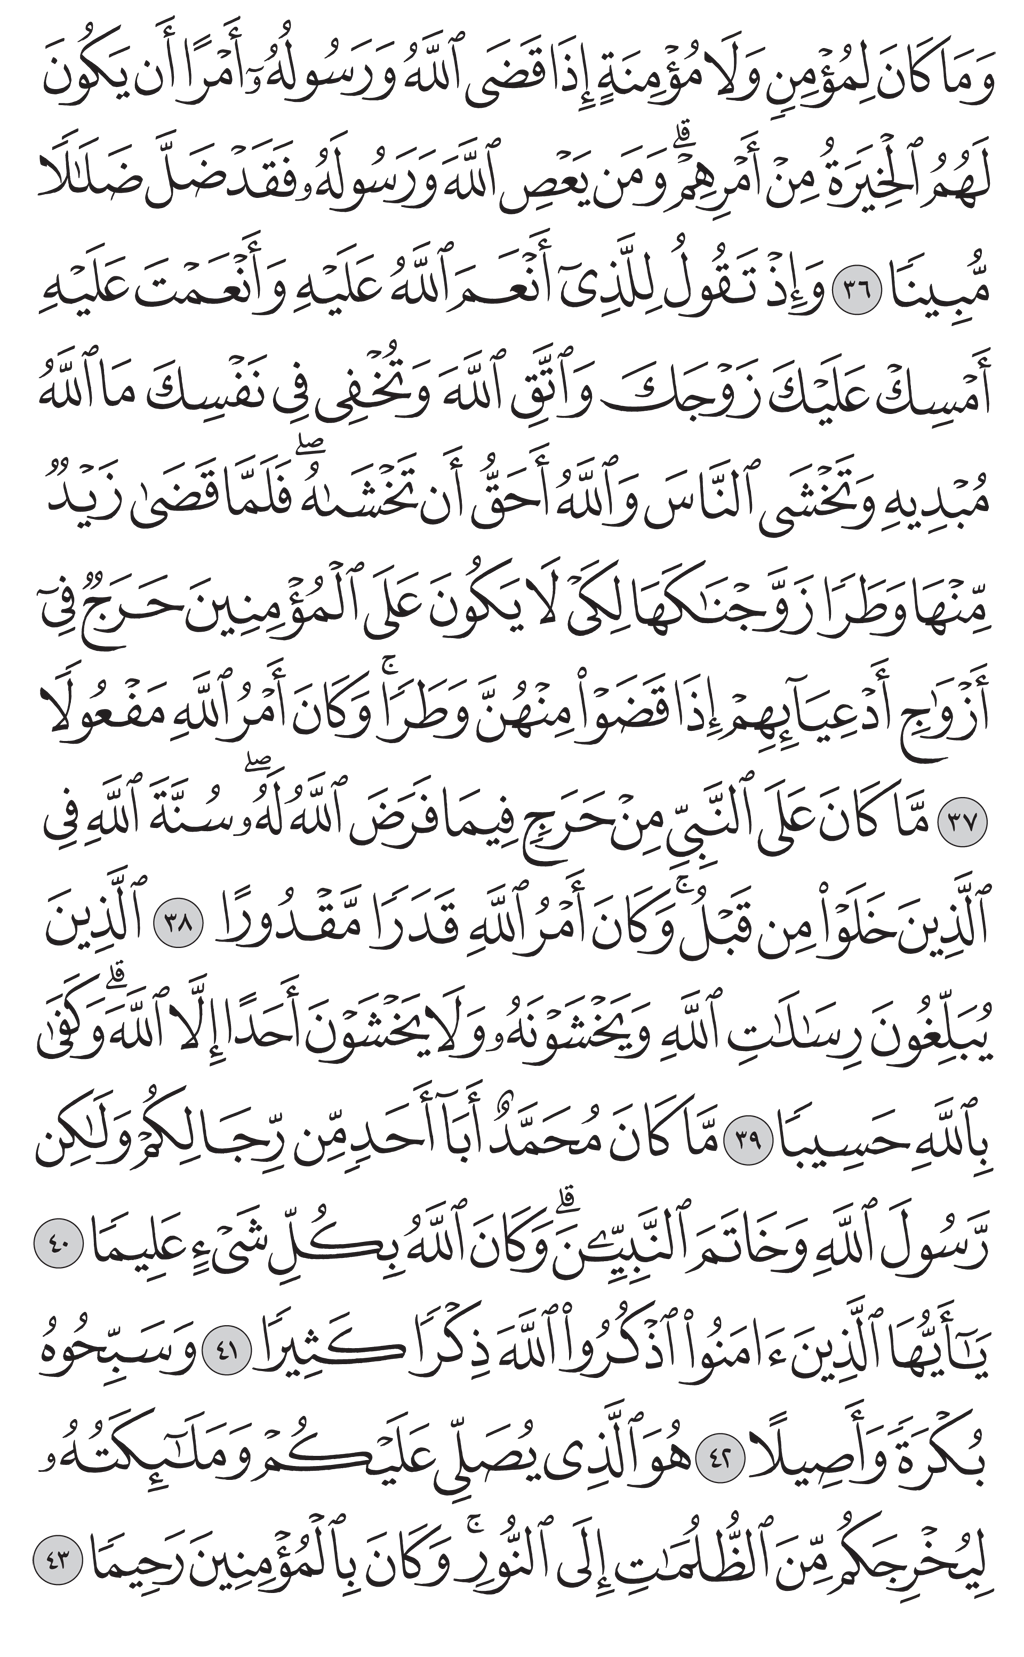 وَمَا كَانَ لِمُؤْمِنٍ وَلَا مُؤْمِنَةٍ إِذَا قَضَى ٱللَّهُ وَرَسُولُهُۥٓ أَمْرًا أَن يَكُونَ
لَهُمُ ٱلْخِيَرَةُ مِنْ أَمْرِهِمْ ۗ وَمَن يَعْصِ ٱللَّهَ وَرَسُولَهُۥ فَقَدْ ضَلَّ ضَلَٰلًا
مُّبِينًا ٣٦ وَإِذْ تَقُولُ لِلَّذِىٓ أَنْعَمَ ٱللَّهُ عَلَيْهِ وَأَنْعَمْتَ عَلَيْهِ
أَمْسِكْ عَلَيْكَ زَوْجَكَ وَٱتَّقِ ٱللَّهَ وَتُخْفِى فِى نَفْسِكَ مَا ٱللَّهُ
مُبْدِيهِ وَتَخْشَى ٱلنَّاسَ وَٱللَّهُ أَحَقُّ أَن تَخْشَىٰهُ ۖ فَلَمَّا قَضَىٰ زَيْدٌ
مِّنْهَا وَطَرًا زَوَّجْنَٰكَهَا لِكَىْ لَا يَكُونَ عَلَى ٱلْمُؤْمِنِينَ حَرَجٌ فِىٓ
أَزْوَٰجِ أَدْعِيَآئِهِمْ إِذَا قَضَوْا۟ مِنْهُنَّ وَطَرًا ۚ وَكَانَ أَمْرُ ٱللَّهِ مَفْعُولًا
٣٧ مَّا كَانَ عَلَى ٱلنَّبِىِّ مِنْ حَرَجٍ فِيمَا فَرَضَ ٱللَّهُ لَهُۥ ۖ سُنَّةَ ٱللَّهِ فِى
ٱلَّذِينَ خَلَوْا۟ مِن قَبْلُ ۚ وَكَانَ أَمْرُ ٱللَّهِ قَدَرًا مَّقْدُورًا ٣٨ ٱلَّذِينَ
يُبَلِّغُونَ رِسَٰلَٰتِ ٱللَّهِ وَيَخْشَوْنَهُۥ وَلَا يَخْشَوْنَ أَحَدًا إِلَّا ٱللَّهَ ۗ وَكَفَىٰ
بِٱللَّهِ حَسِيبًا ٣٩ مَّا كَانَ مُحَمَّدٌ أَبَآ أَحَدٍ مِّن رِّجَالِكُمْ وَلَٰكِن
رَّسُولَ ٱللَّهِ وَخَاتَمَ ٱلنَّبِيِّۦنَ ۗ وَكَانَ ٱللَّهُ بِكُلِّ شَىْءٍ عَلِيمًا ٤٠
يَٰٓأَيُّهَا ٱلَّذِينَ ءَامَنُوا۟ ٱذْكُرُوا۟ ٱللَّهَ ذِكْرًا كَثِيرًا ٤١ وَسَبِّحُوهُ
بُكْرَةً وَأَصِيلًا ٤٢ هُوَ ٱلَّذِى يُصَلِّى عَلَيْكُمْ وَمَلَٰٓئِكَتُهُۥ
لِيُخْرِجَكُم مِّنَ ٱلظُّلُمَٰتِ إِلَى ٱلنُّورِ ۚ وَكَانَ بِٱلْمُؤْمِنِينَ رَحِيمًا ٤٣